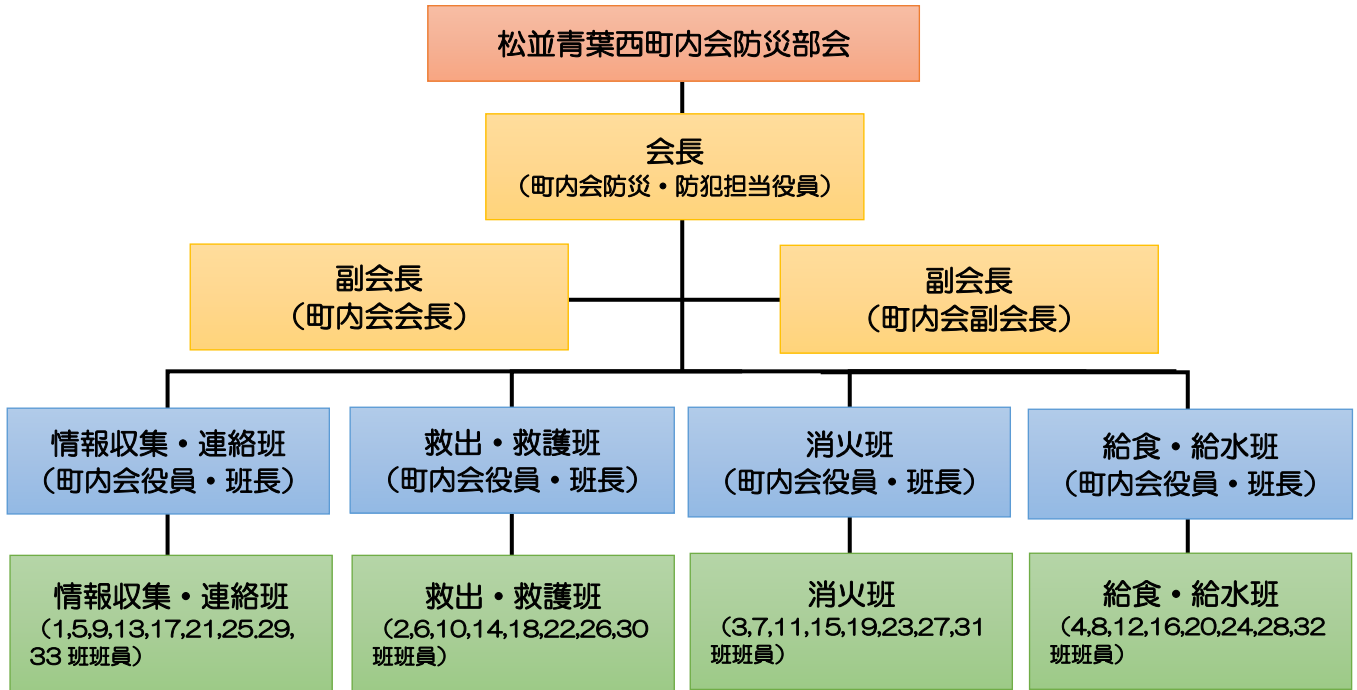 松並青葉西町内会防災部会
会長
（町内会防災・防犯担当役員）
副会長
（町内会会長）
副会長
（町内会副会長）
情報収集・連絡班
（町内会役員・班長）
救出・救護班
（町内会役員・班長）
消火班
（町内会役員・班長）
給食・給水班
（町内会役員・班長）
情報収集・連絡班
（1,5,9,13,17,21,25,29,
33 班班員）
救出・救護班
（2,6,10,14,18,22,26,30
班班員）
消火班
（3,7,11,15,19,23,27,31
班班員）
給食・給水班
（4,8,12,16,20,24,28,32
班班員）